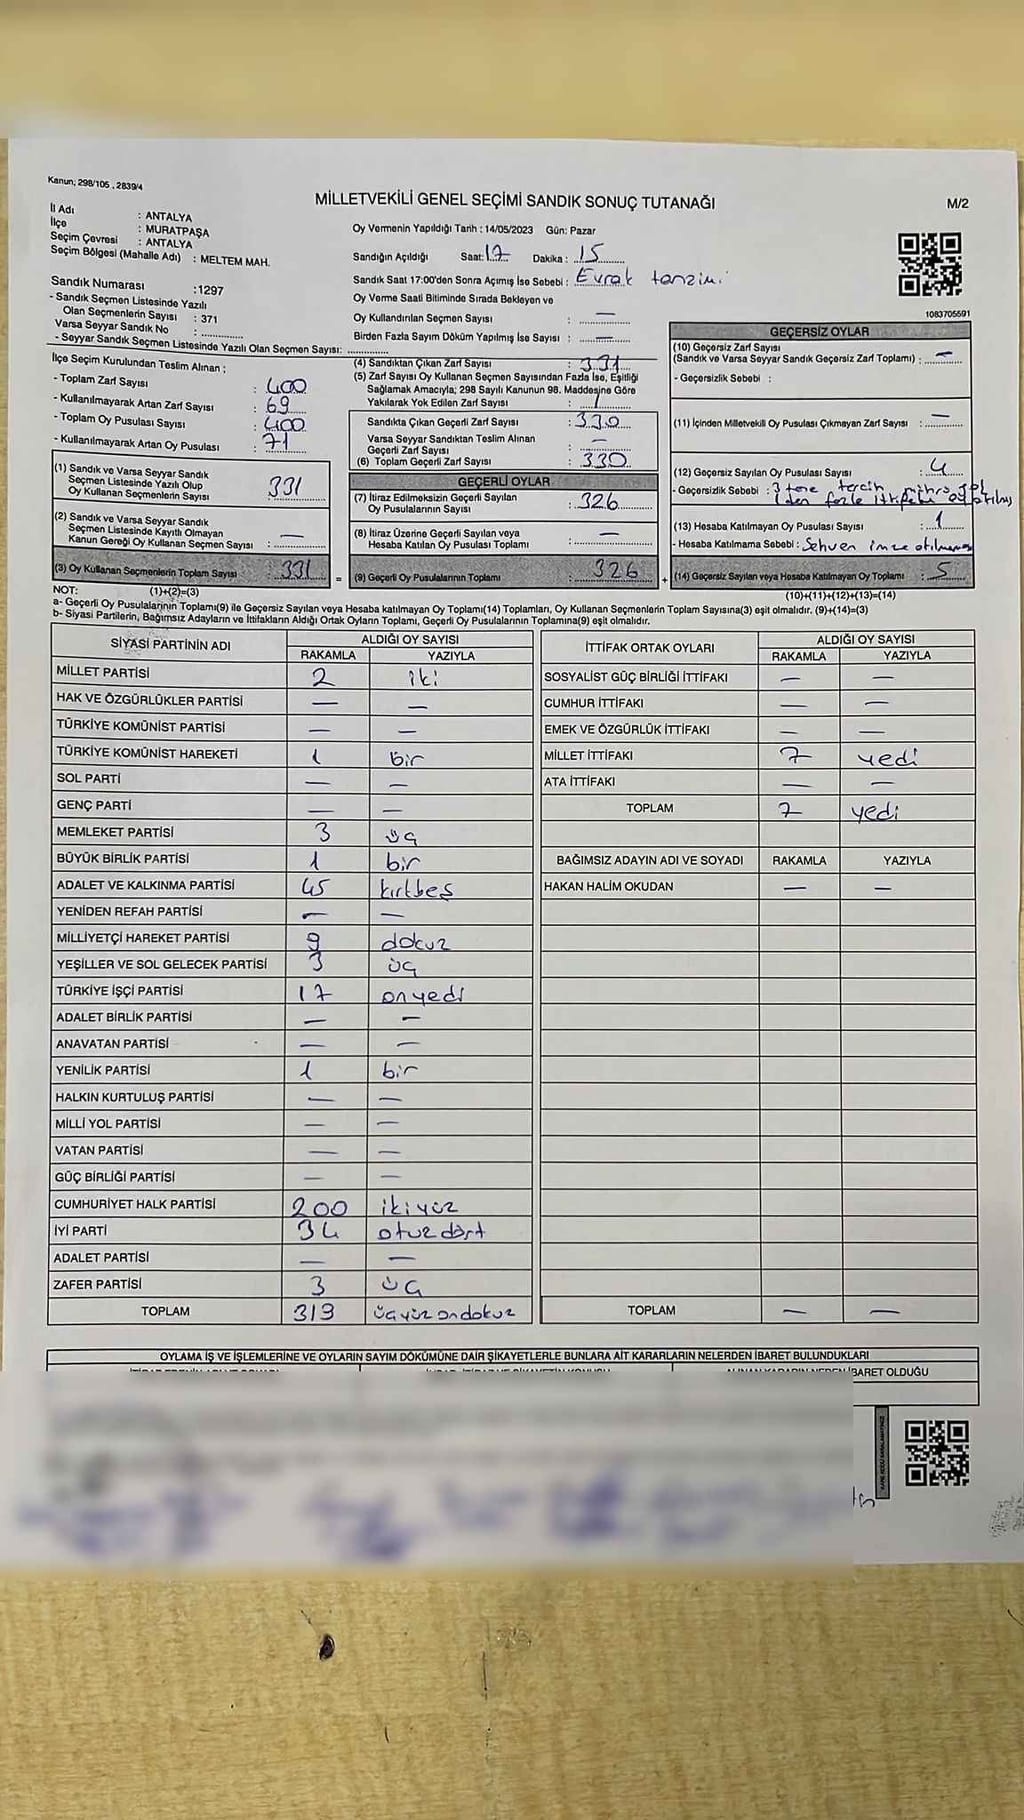 Kanun; 298/105 , 2839/4
MİLLETVEKİLİ GENEL SEÇİMİ SANDIK SONUÇ TUTANAĞI
M/2
İl Adı : ANTALYA
İlçe : MURATPAŞA
Seçim Çevresi : ANTALYA
Seçim Bölgesi (Mahalle Adı) : MELTEM MAH.
Sandık Numarası :1297
- Sandık Seçmen Listesinde Yazılı
Olan Seçmenlerin Sayısı : 371
Varsa Seyyar Sandık No :
- Seyyar Sandık Seçmen Listesinde Yazılı Olan Seçmen Sayısı:
İlçe Seçim Kurulundan Teslim Alınan ;
- Toplam Zarf Sayısı : 400
- Kullanılmayarak Artan Zarf Sayısı : 69
- Toplam Oy Pusulası Sayısı : 400
- Kullanılmayarak Artan Oy Pusulası : 71
(1) Sandık ve Varsa Seyyar Sandık
Seçmen Listesinde Yazılı Olup
Oy Kullanan Seçmenlerin Sayısı 331
(2) Sandık ve Varsa Seyyar Sandık
Seçmen Listesinde Kayıtlı Olmayan
Kanun Gereği Oy Kullanan Seçmen Sayısı : —
(3) Oy Kullanan Seçmenlerin Toplam Sayısı 331 =
Oy Vermenin Yapıldığı Tarih : 14/05/2023 Gün: Pazar
Sandığın Açıldığı Saat: 17 Dakika : 15
Sandık Saat 17:00'den Sonra Açımış İse Sebebi : Evrak tanzimi
Oy Verme Saati Bitiminde Sırada Bekleyen ve
Oy Kullandırılan Seçmen Sayısı : —
Birden Fazla Sayım Döküm Yapılmış İse Sayısı : —
(4) Sandıktan Çıkan Zarf Sayısı : 331
(5) Zarf Sayısı Oy Kullanan Seçmen Sayısından Fazla İse, Eşitliği
Sağlamak Amacıyla; 298 Sayılı Kanunun 98. Maddesine Göre
Yakılarak Yok Edilen Zarf Sayısı : 1
Sandıkta Çıkan Geçerli Zarf Sayısı : 330
Varsa Seyyar Sandıktan Teslim Alınan
Geçerli Zarf Sayısı : —
(6) Toplam Geçerli Zarf Sayısı : 330
GEÇERLİ OYLAR
(7) İtiraz Edilmeksizin Geçerli Sayılan
Oy Pusulalarının Sayısı : 326
(8) İtiraz Üzerine Geçerli Sayılan veya
Hesaba Katılan Oy Pusulası Toplamı : —
(9) Geçerli Oy Pusulalarının Toplamı : 326 +
1083705591
GEÇERSİZ OYLAR
(10) Geçersiz Zarf Sayısı
(Sandık ve Varsa Seyyar Sandık Geçersiz Zarf Toplamı) : —
- Geçersizlik Sebebi :
(11) İçinden Milletvekili Oy Pusulası Çıkmayan Zarf Sayısı : —
(12) Geçersiz Sayılan Oy Pusulası Sayısı : 4
- Geçersizlik Sebebi : 3 tane tercih
1'den fazla
(13) Hesaba Katılmayan Oy Pusulası Sayısı : 1
- Hesaba Katılmama Sebebi : Sehven imza atılmaması
(14) Geçersiz Sayılan veya Hesaba Katılmayan Oy Toplamı : 5
(10)+(11)+(12)+(13)=(14)
NOT: (1)+(2)=(3)
a- Geçerli Oy Pusulalarının Toplamı(9) ile Geçersiz Sayılan veya Hesaba katılmayan Oy Toplamı(14) Toplamları, Oy Kullanan Seçmenlerin Toplam Sayısına(3) eşit olmalıdır. (9)+(14)=(3)
b- Siyasi Partilerin, Bağımsız Adayların ve İttifakların Aldığı Ortak Oyların Toplamı, Geçerli Oy Pusulalarının Toplamına(9) eşit olmalıdır.
SİYASİ PARTİNİN ADI ALDIĞI OY SAYISI
RAKAMLA YAZIYLA
MİLLET PARTİSİ 2 iki
HAK VE ÖZGÜRLÜKLER PARTİSİ — —
TÜRKİYE KOMÜNİST PARTİSİ — —
TÜRKİYE KOMÜNİST HAREKETİ 1 bir
SOL PARTİ — —
GENÇ PARTİ — —
MEMLEKET PARTİSİ 3 üç
BÜYÜK BİRLİK PARTİSİ 1 bir
ADALET VE KALKINMA PARTİSİ 45 kırkbeş
YENİDEN REFAH PARTİSİ — —
MİLLİYETÇİ HAREKET PARTİSİ 9 dokuz
YEŞİLLER VE SOL GELECEK PARTİSİ 3 üç
TÜRKİYE İŞÇİ PARTİSİ 17 onyedi
ADALET BİRLİK PARTİSİ — —
ANAVATAN PARTİSİ — —
YENİLİK PARTİSİ 1 bir
HALKIN KURTULUŞ PARTİSİ — —
MİLLİ YOL PARTİSİ — —
VATAN PARTİSİ — —
GÜÇ BİRLİĞİ PARTİSİ — —
CUMHURİYET HALK PARTİSİ 200 ikiyüz
İYİ PARTİ 34 otuzdört
ADALET PARTİSİ — —
ZAFER PARTİSİ 3 üç
TOPLAM 319 üçyüzondokuz
İTTİFAK ORTAK OYLARI ALDIĞI OY SAYISI
RAKAMLA YAZIYLA
SOSYALİST GÜÇ BİRLİĞİ İTTİFAKI — —
CUMHUR İTTİFAKI — —
EMEK VE ÖZGÜRLÜK İTTİFAKI — —
MİLLET İTTİFAKI 7 yedi
ATA İTTİFAKI — —
TOPLAM 7 yedi
BAĞIMSIZ ADAYIN ADI VE SOYADI RAKAMLA YAZIYLA
HAKAN HALİM OKUDAN — —
TOPLAM — —
OYLAMA İŞ VE İŞLEMLERİNE VE OYLARIN SAYIM DÖKÜMÜNE DAİR ŞİKAYETLERLE BUNLARA AİT KARARLARIN NELERDEN İBARET BULUNDUKLARI
İBARET OLDUĞU